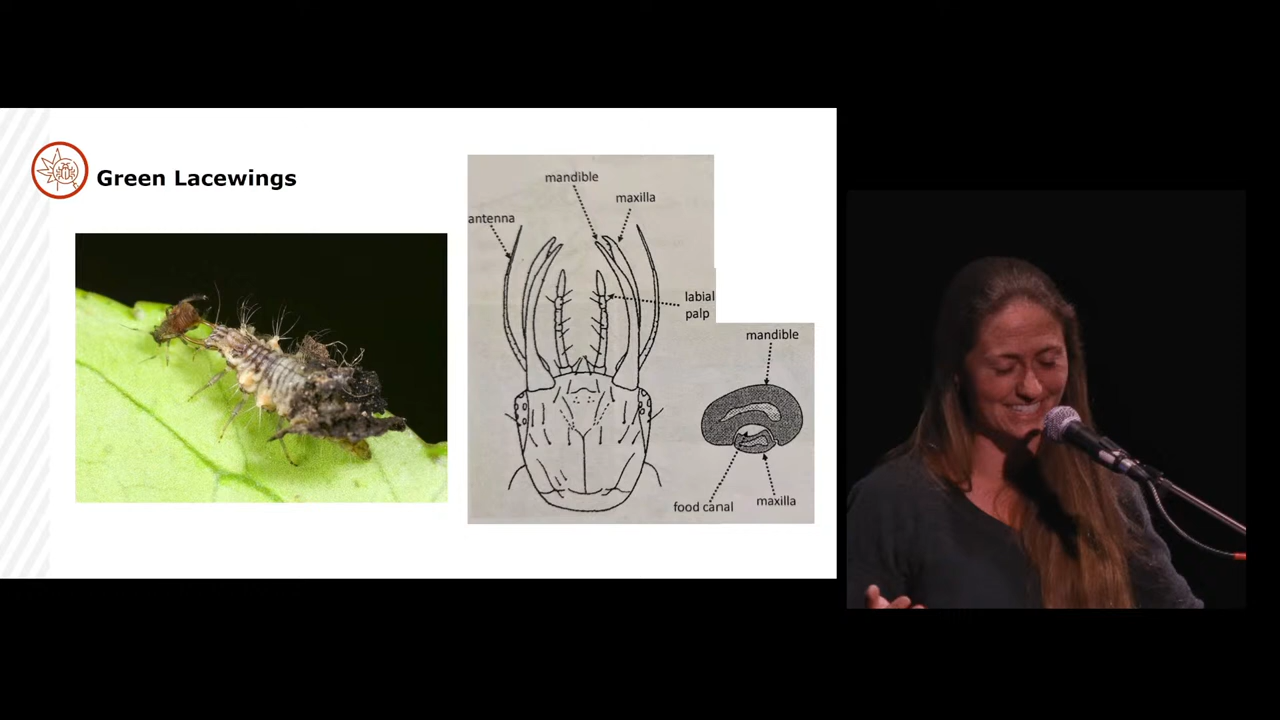 Green Lacewings
mandible
maxilla
antenna
labial
palp
mandible
food canal
maxilla